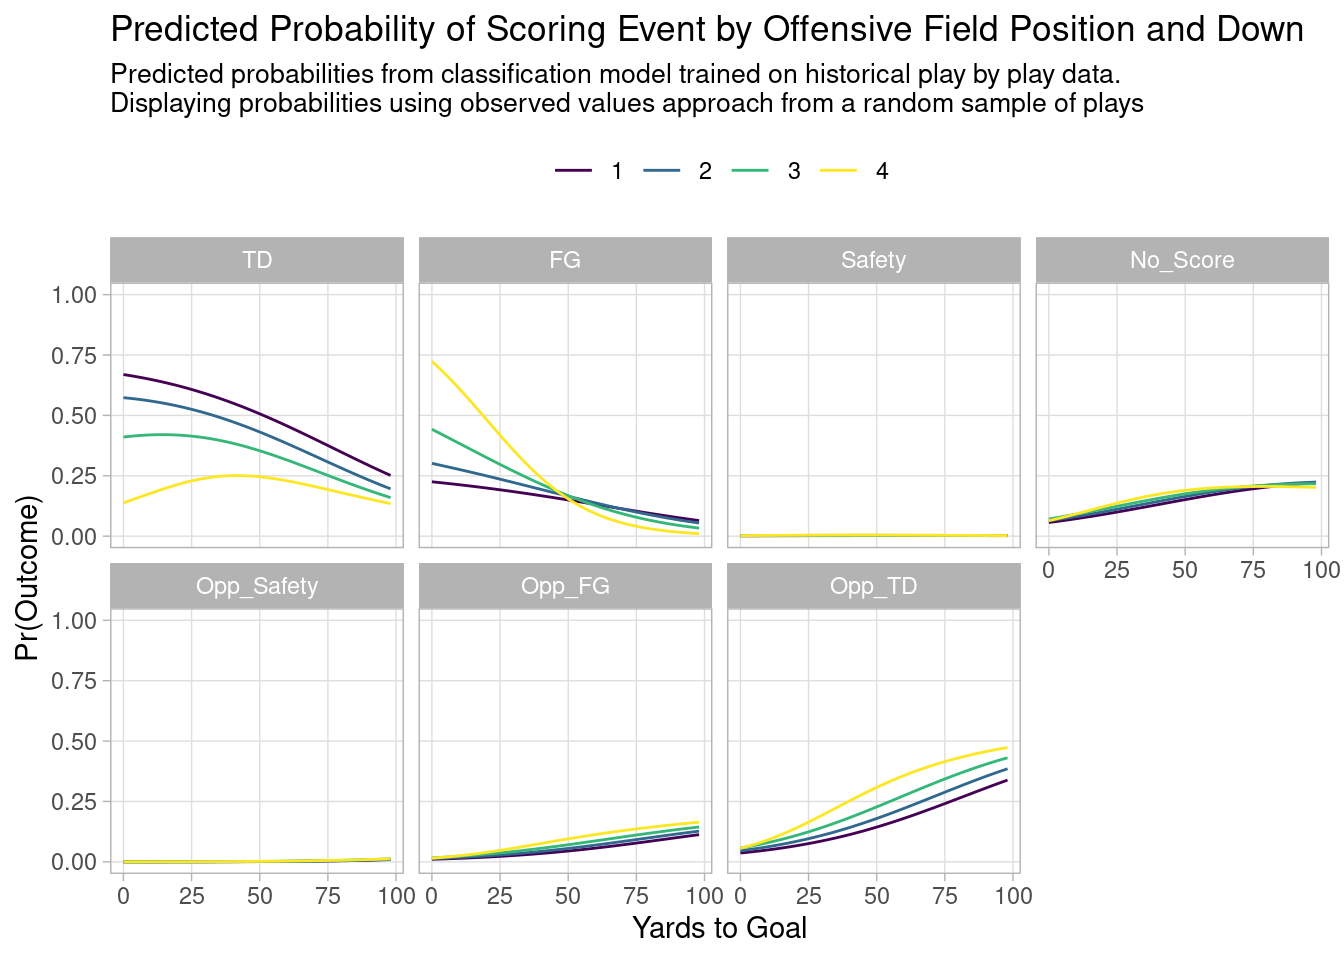 Predicted Probability of Scoring Event by Offensive Field Position and Down
Predicted probabilities from classification model trained on historical play by play data.
Displaying probabilities using observed values approach from a random sample of plays
1 2 3 4
TD FG Safety No_Score
1.00
0.75
0.50
0.25
0.00
0 25 50 75 100
Pr(Outcome)
Opp_Safety Opp_FG Opp_TD
1.00
0.75
0.50
0.25
0.00
0 25 50 75 100 0 25 50 75 100 0 25 50 75 100
Yards to Goal